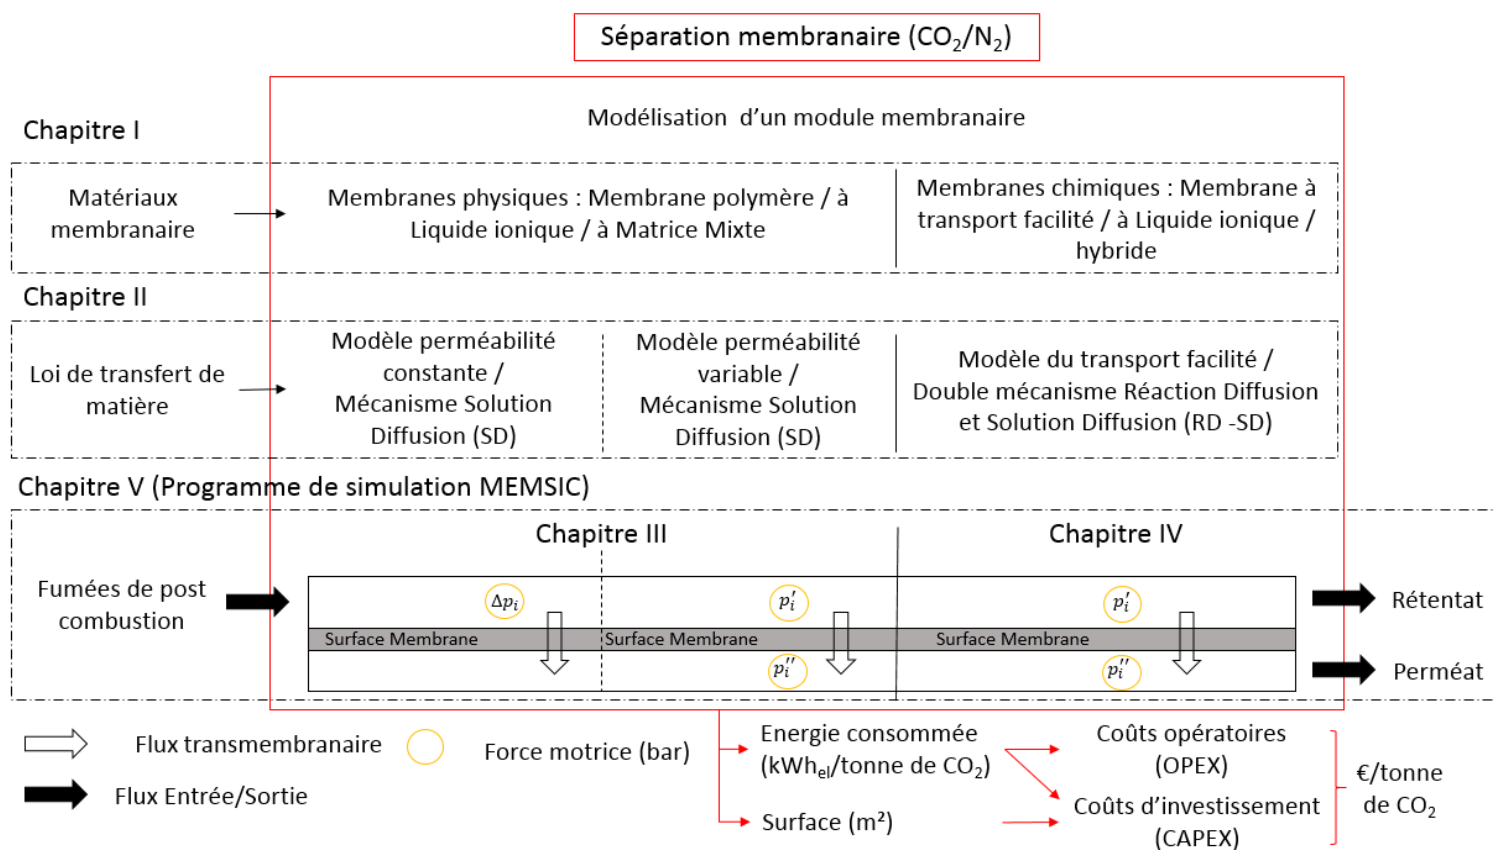 Séparation membranaire (CO₂/N₂)
Modélisation d'un module membranaire
Chapitre I
Matériaux
membranaire
Membranes physiques : Membrane polymère / à
Liquide ionique / à Matrice Mixte
Membranes chimiques : Membrane à
transport facilité / à Liquide ionique /
hybride
Chapitre II
Loi de transfert de
matière
Modèle perméabilité
constante /
Mécanisme Solution
Diffusion (SD)
Modèle perméabilité
variable /
Mécanisme Solution
Diffusion (SD)
Modèle du transport facilité /
Double mécanisme Réaction Diffusion
et Solution Diffusion (RD -SD)
Chapitre V (Programme de simulation MEMSIC)
Chapitre III
Chapitre IV
Fumées de post
combustion
Δpᵢ
pᵢ′
pᵢ′
Surface Membrane
Surface Membrane
Surface Membrane
pᵢ′′
pᵢ′′
Rétentat
Perméat
Flux transmembranaire
Force motrice (bar)
Flux Entrée/Sortie
Energie consommée
(kWhₑₗ/tonne de CO₂)
Surface (m²)
Coûts opératoires
(OPEX)
Coûts d'investissement
(CAPEX)
€/tonne
de CO₂